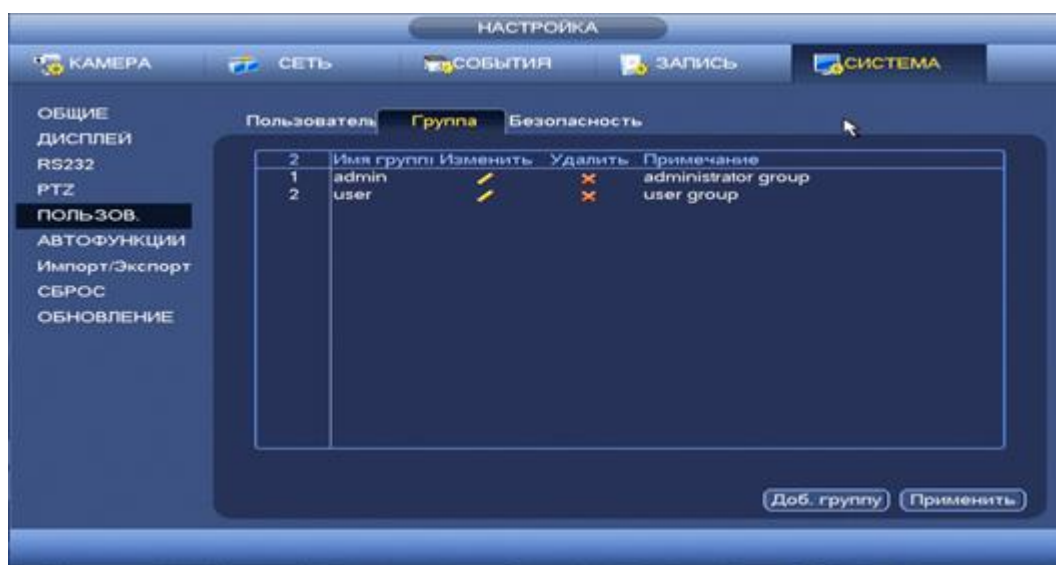 НАСТРОЙКА
КАМЕРА СЕТЬ СОБЫТИЯ ЗАПИСЬ СИСТЕМА
ОБЩИЕ
ДИСПЛЕЙ
RS232
PTZ
ПОЛЬЗОВ.
АВТОФУНКЦИИ
Импорт/Экспорт
СБРОС
ОБНОВЛЕНИЕ
Пользователь Группа Безопасность
2 Имя группы Изменить Удалить Примечание
1 admin administrator group
2 user user group
Доб. группу Применить